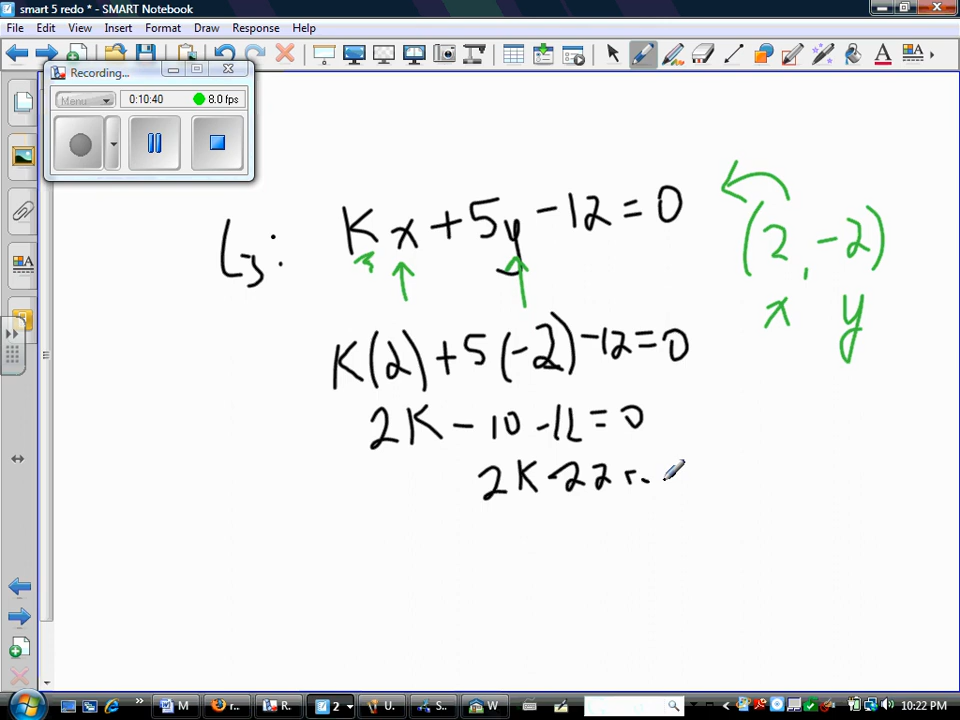 smart 5 redo * - SMART Notebook
File Edit View Insert Format Draw Response Help
Recording...
Menu 0:10:40 8.0 fps
L3: Kx + 5y - 12 = 0
(2, -2)
x y
K(2) + 5(-2) - 12 = 0
2K - 10 - 12 = 0
2K - 22
M r... R.. 2 U. S.. W 10:22 PM